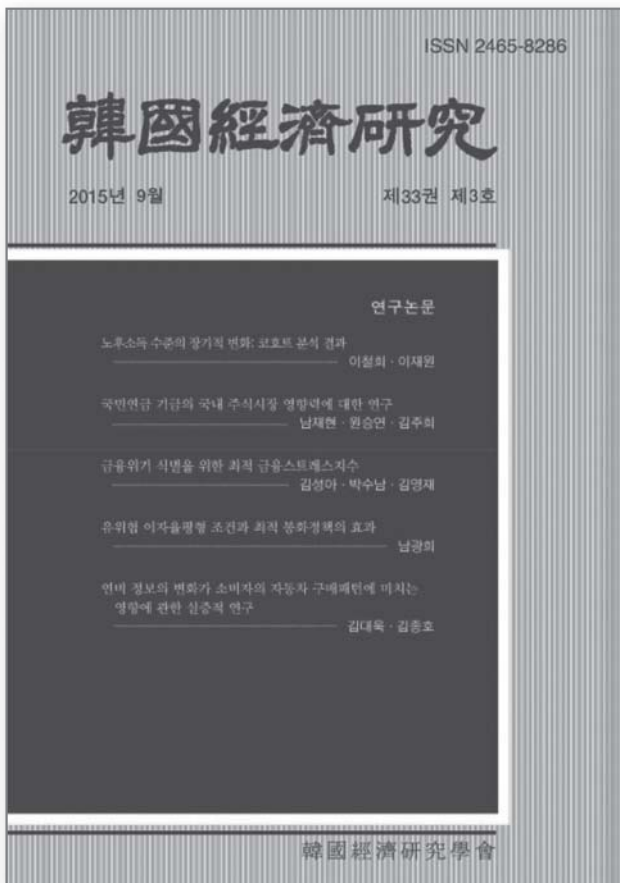 ISSN 2465-8286
韓國經濟研究
2015년 9월 제33권 제3호
연구논문
노후소득 수준의 장기적 변화: 코호트 분석 결과
이철희 · 이재원
국민연금 기금의 국내 주식시장 영향력에 대한 연구
남재현 · 원승연 · 김주희
금융위기 식별을 위한 최적 금융스트레스지수
김성아 · 박수남 · 김영재
유위험 이자율평형 조건과 최적 통화정책의 효과
남광희
연비 정보의 변화가 소비자의 자동차 구매패턴에 미치는
영향에 관한 실증적 연구
김대욱 · 김종호
韓國經濟研究學會